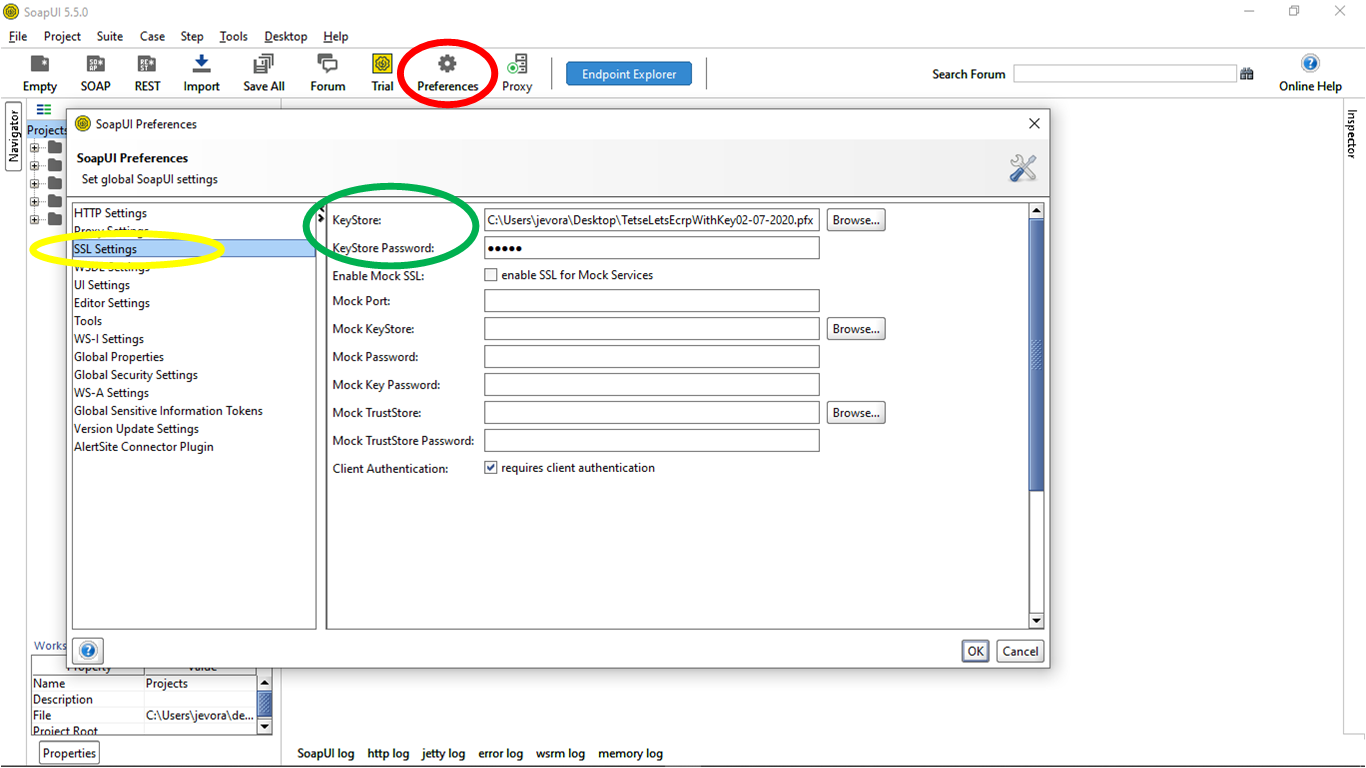 SoapUI 5.5.0
File Project Suite Case Step Tools Desktop Help
Empty SOAP REST Import Save All Forum Trial Preferences Proxy Endpoint Explorer Search Forum Online Help
Navigator
Projects
Inspector
SoapUI Preferences
SoapUI Preferences
Set global SoapUI settings
HTTP Settings
Proxy Settings
SSL Settings
WSDL Settings
UI Settings
Editor Settings
Tools
WS-I Settings
Global Properties
Global Security Settings
WS-A Settings
Global Sensitive Information Tokens
Version Update Settings
AlertSite Connector Plugin
KeyStore: C:\Users\jevora\Desktop\TetseLetsEcrpWithKey02-07-2020.pfx Browse...
KeyStore Password: •••••
Enable Mock SSL: enable SSL for Mock Services
Mock Port:
Mock KeyStore: Browse...
Mock Password:
Mock Key Password:
Mock TrustStore: Browse...
Mock TrustStore Password:
Client Authentication: requires client authentication
OK Cancel
Works
Property Value
Name Projects
Description
File C:\Users\jevora\de...
Project Root
Properties
SoapUI log http log jetty log error log wsrm log memory log